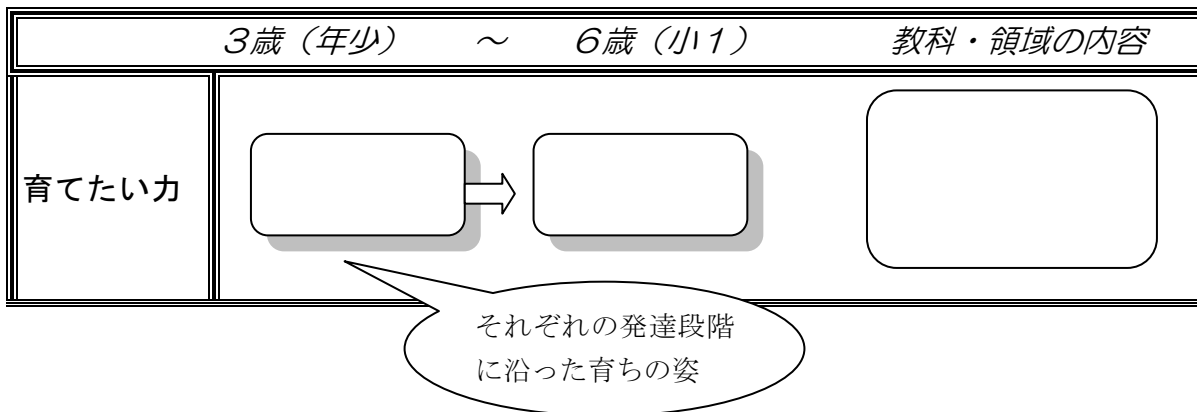 ３歳（年少）　～　６歳（小１）　教科・領域の内容
育てたい力
それぞれの発達段階
に沿った育ちの姿